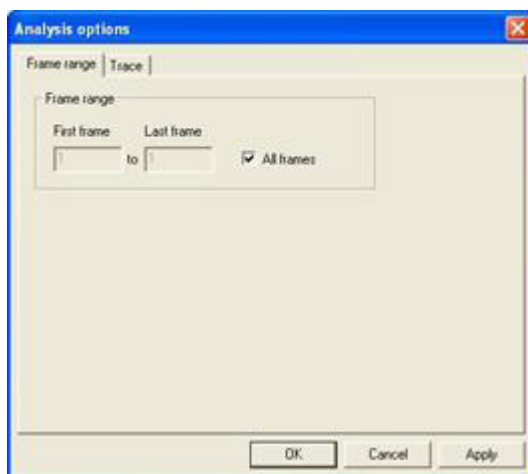 Analysis options
Frame range Trace
Frame range
First frame Last frame
1 to 1 All frames
OK Cancel Apply